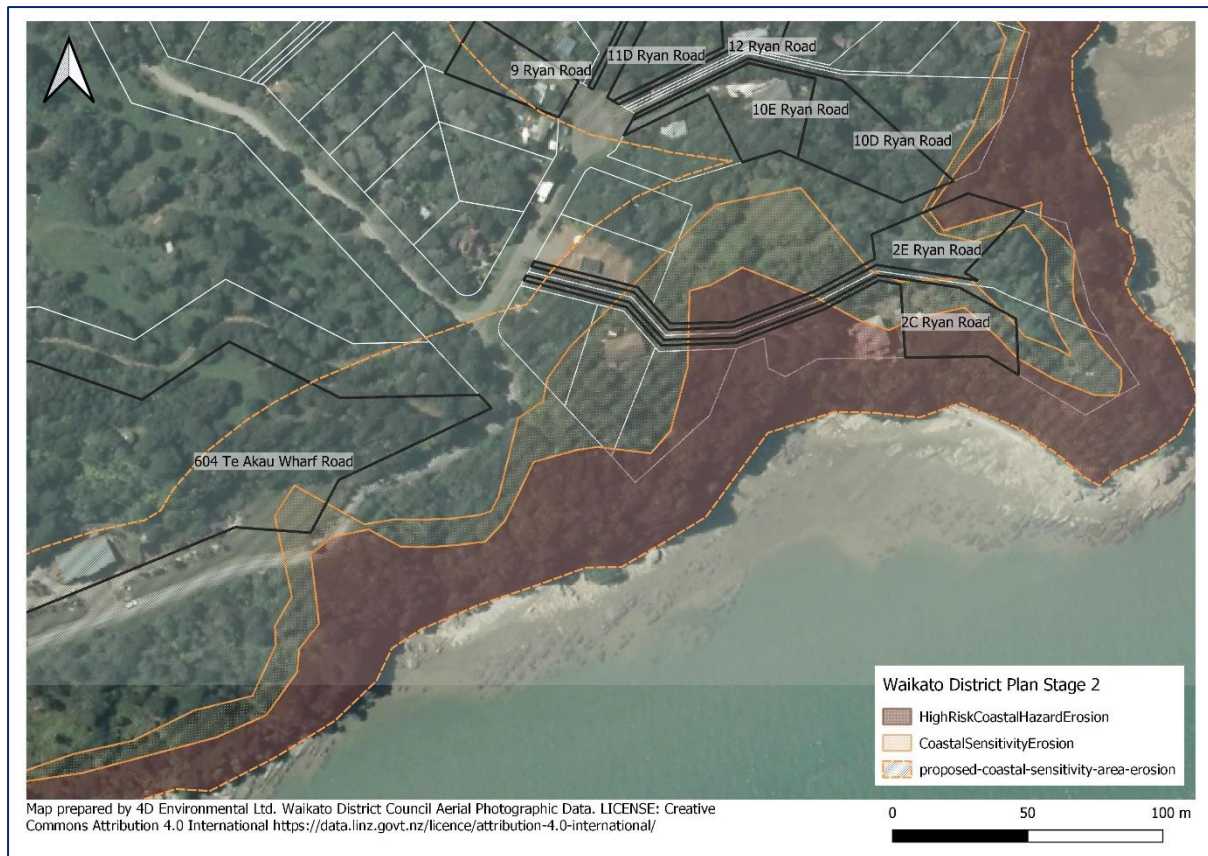 11D Ryan Road
12 Ryan Road
9 Ryan Road
10E Ryan Road
10D Ryan Road
2E Ryan Road
2C Ryan Road
604 Te Akau Wharf Road
Waikato District Plan Stage 2
HighRiskCoastalHazardErosion
CoastalSensitivityErosion
proposed-coastal-sensitivity-area-erosion
Map prepared by 4D Environmental Ltd. Waikato District Council Aerial Photographic Data. LICENSE: Creative
Commons Attribution 4.0 International https://data.linz.govt.nz/licence/attribution-4.0-international/
0 50 100 m